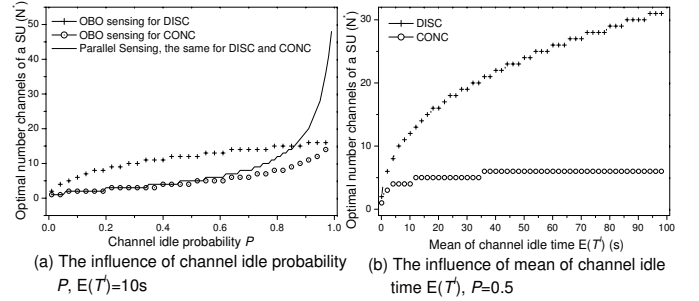 Optimal number channels of a SU (N*)
50
40
30
20
10
0
OBO sensing for DISC
OBO sensing for CONC
Parallel Sensing, the same for DISC and CONC
0.0 0.2 0.4 0.6 0.8 1.0
Channel idle probability P
(a) The influence of channel idle probability
P, E(T^I)=10s
Optimal number channels of a SU (N*)
30
25
20
15
10
5
0
DISC
CONC
0 10 20 30 40 50 60 70 80 90 100
Mean of channel idle time E(T^I) (s)
(b) The influence of mean of channel idle
time E(T^I), P=0.5